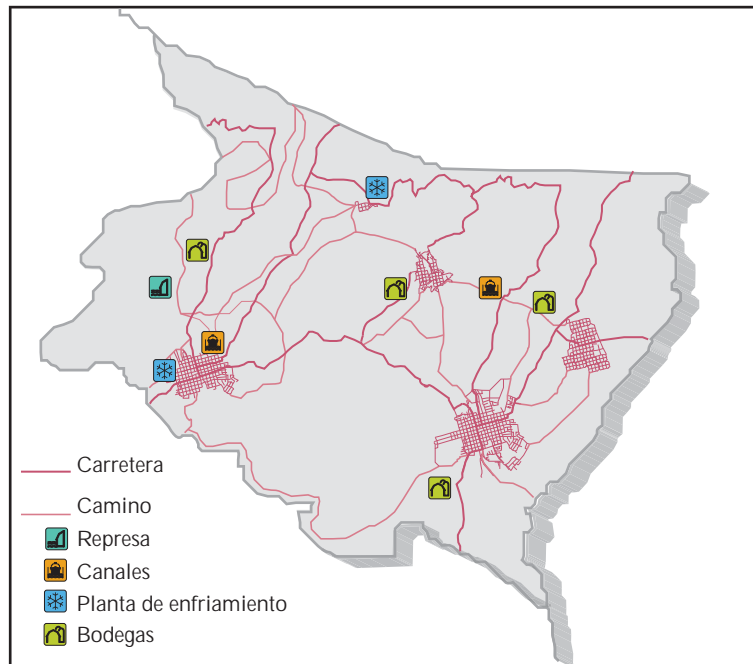 Carretera
Camino
Represa
Canales
Planta de enfriamiento
Bodegas